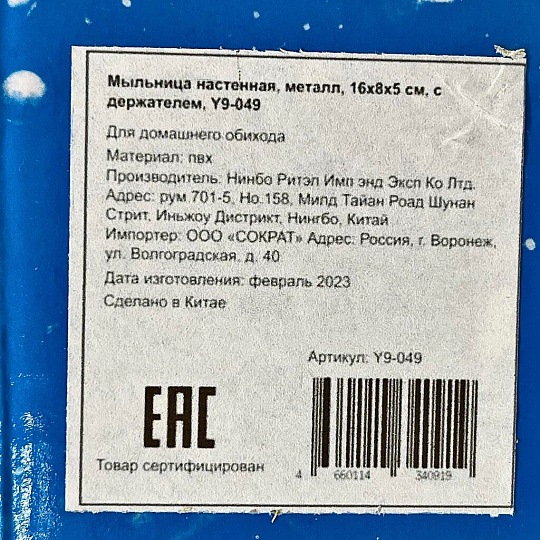 Мыльница настенная, металл, 16х8х5 см, с
держателем, Y9-049
Для домашнего обихода
Материал: пвх
Производитель: Нинбо Ритэл Имп энд Эксп Ко Лтд.
Адрес: рум 701-5, Но.158, Милд Тайан Роад Шунан
Стрит, Иньжоу Дистрикт, Нингбо, Китай
Импортер: ООО «СОКРАТ» Адрес: Россия, г. Воронеж,
ул. Волгоградская, д. 40
Дата изготовления: февраль 2023
Сделано в Китае
Артикул: Y9-049
EAC
Товар сертифицирован
4 660114 340919